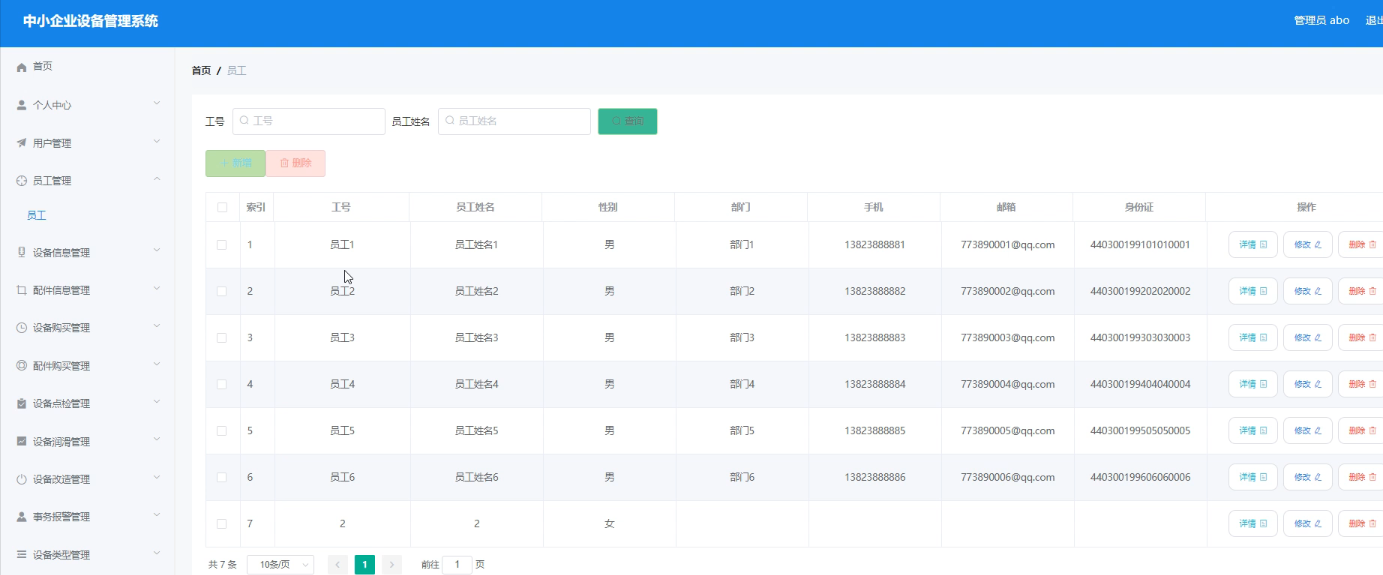 中小企业设备管理系统
管理员 abo 退出
首页
个人中心
用户管理
员工管理
员工
设备信息管理
配件信息管理
设备购买管理
配件购买管理
设备点检管理
设备润滑管理
设备改造管理
事务报警管理
设备类型管理
首页 / 员工
工号 工号 员工姓名 员工姓名 查询
新增 删除
索引 工号 员工姓名 性别 部门 手机 邮箱 身份证 操作
1 员工1 员工姓名1 男 部门1 13823888881 773890001@qq.com 440300199101010001 详情 修改 删除
2 员工2 员工姓名2 男 部门2 13823888882 773890002@qq.com 440300199202020002 详情 修改 删除
3 员工3 员工姓名3 男 部门3 13823888883 773890003@qq.com 440300199303030003 详情 修改 删除
4 员工4 员工姓名4 男 部门4 13823888884 773890004@qq.com 440300199404040004 详情 修改 删除
5 员工5 员工姓名5 男 部门5 13823888885 773890005@qq.com 440300199505050005 详情 修改 删除
6 员工6 员工姓名6 男 部门6 13823888886 773890006@qq.com 440300199606060006 详情 修改 删除
7 2 2 女 详情 修改 删除
共 7 条 10条/页 1 前往 1 页